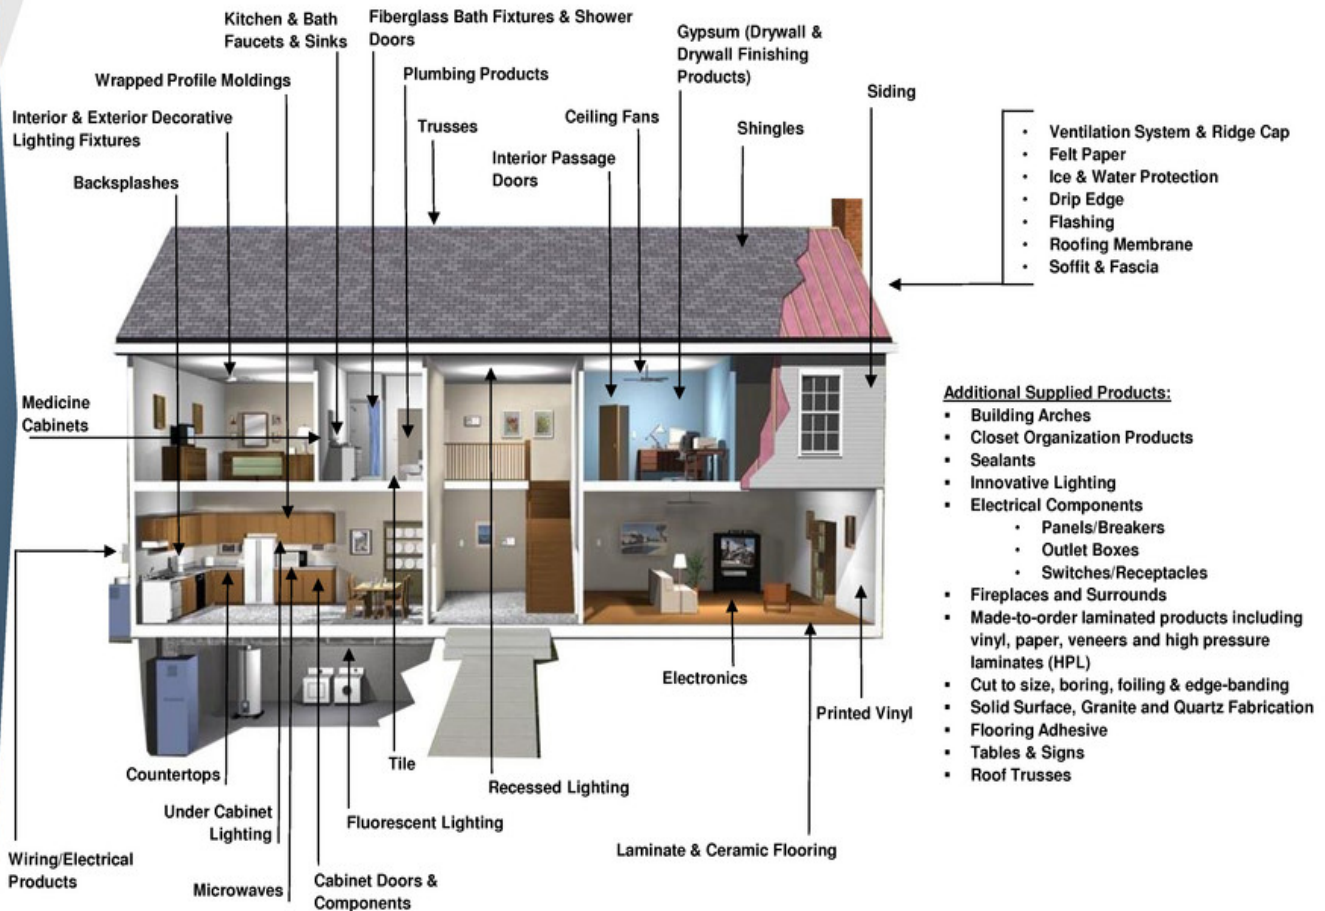 Kitchen & Bath
Faucets & Sinks
Fiberglass Bath Fixtures & Shower
Doors
Gypsum (Drywall &
Drywall Finishing
Products)
Wrapped Profile Moldings
Plumbing Products
Siding
Interior & Exterior Decorative
Lighting Fixtures
Trusses
Ceiling Fans
Shingles
Interior Passage
Doors
Backsplashes
• Ventilation System & Ridge Cap
• Felt Paper
• Ice & Water Protection
• Drip Edge
• Flashing
• Roofing Membrane
• Soffit & Fascia
Medicine
Cabinets
Additional Supplied Products:
▪ Building Arches
▪ Closet Organization Products
▪ Sealants
▪ Innovative Lighting
▪ Electrical Components
• Panels/Breakers
• Outlet Boxes
• Switches/Receptacles
▪ Fireplaces and Surrounds
▪ Made-to-order laminated products including
vinyl, paper, veneers and high pressure
laminates (HPL)
▪ Cut to size, boring, foiling & edge-banding
▪ Solid Surface, Granite and Quartz Fabrication
▪ Flooring Adhesive
▪ Tables & Signs
▪ Roof Trusses
Electronics
Printed Vinyl
Tile
Countertops
Recessed Lighting
Under Cabinet
Lighting
Fluorescent Lighting
Laminate & Ceramic Flooring
Wiring/Electrical
Products
Microwaves
Cabinet Doors &
Components